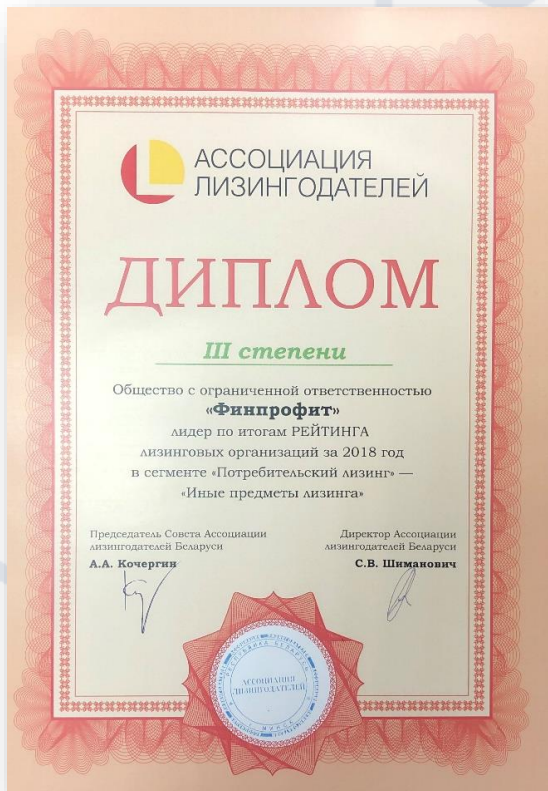 АССОЦИАЦИЯ
ЛИЗИНГОДАТЕЛЕЙ
ДИПЛОМ
III степени
Общество с ограниченной ответственностью
«Финпрофит»
лидер по итогам РЕЙТИНГА
лизинговых организаций за 2018 год
в сегменте «Потребительский лизинг» —
«Иные предметы лизинга»
Председатель Совета Ассоциации
лизингодателей Беларуси
А.А. Кочергин
Директор Ассоциации
лизингодателей Беларуси
С.В. Шиманович
АССОЦИАЦИЯ
ЛИЗИНГОДАТЕЛЕЙ